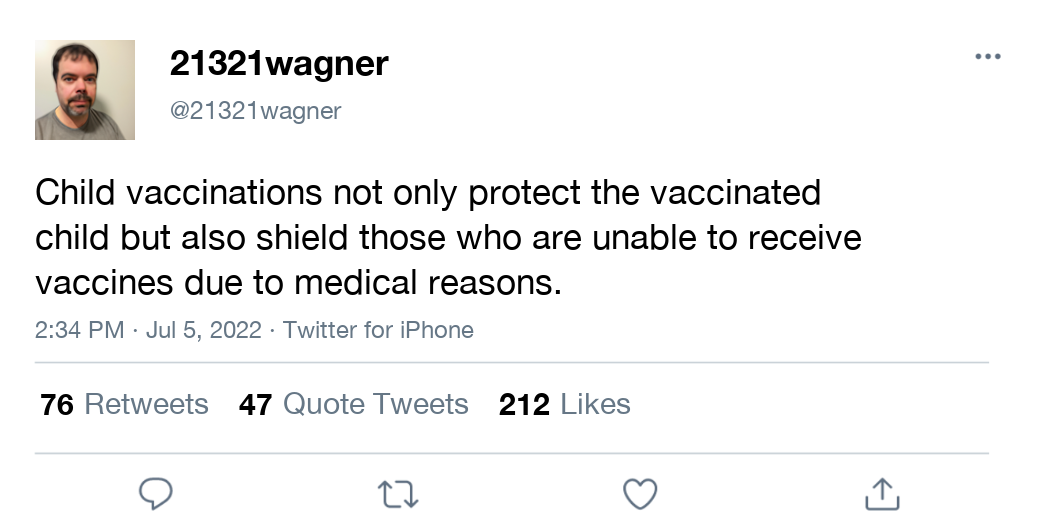 21321wagner
@21321wagner
Child vaccinations not only protect the vaccinated
child but also shield those who are unable to receive
vaccines due to medical reasons.
2:34 PM · Jul 5, 2022 · Twitter for iPhone
76 Retweets 47 Quote Tweets 212 Likes